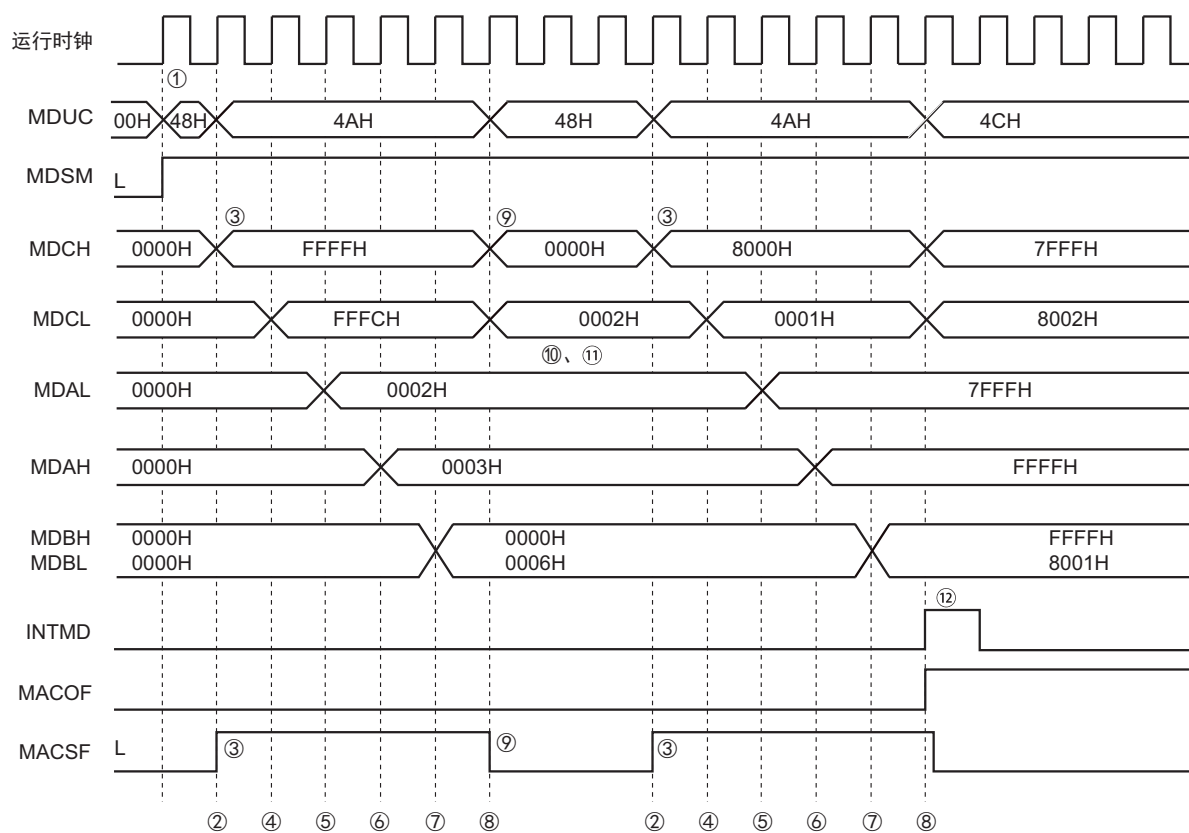 运行时钟
①
MDUC 00H 48H 4AH 48H 4AH 4CH
MDSM L
③ ⑨ ③
MDCH 0000H FFFFH 0000H 8000H 7FFFH
MDCL 0000H FFFCH 0002H 0001H 8002H
⑩、⑪
MDAL 0000H 0002H 7FFFH
MDAH 0000H 0003H FFFFH
MDBH 0000H 0000H FFFFH
MDBL 0000H 0006H 8001H
⑫
INTMD
MACOF
MACSF L ③ ⑨ ③
② ④ ⑤ ⑥ ⑦ ⑧ ② ④ ⑤ ⑥ ⑦ ⑧